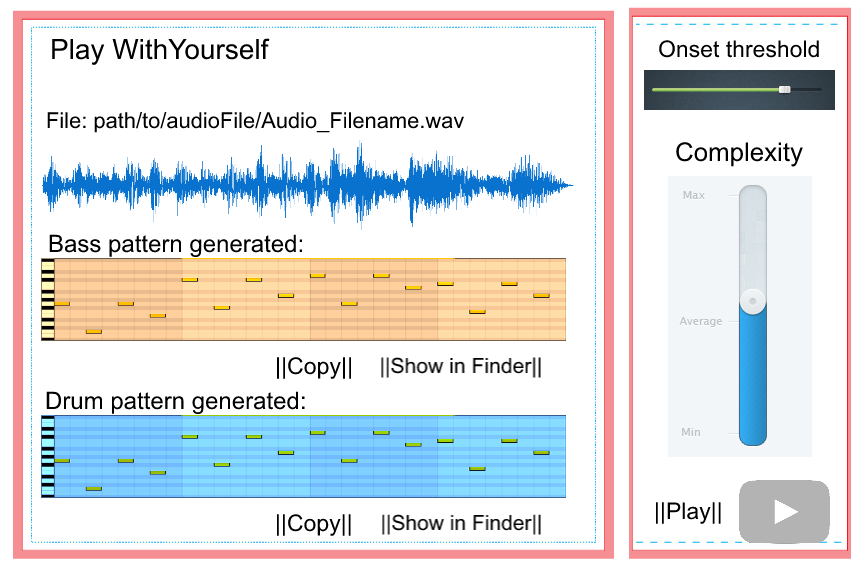 Play WithYourself
File: path/to/audioFile/Audio_Filename.wav
Bass pattern generated:
||Copy|| ||Show in Finder||
Drum pattern generated:
||Copy|| ||Show in Finder||
Onset threshold
Complexity
Max
Average
Min
||Play||